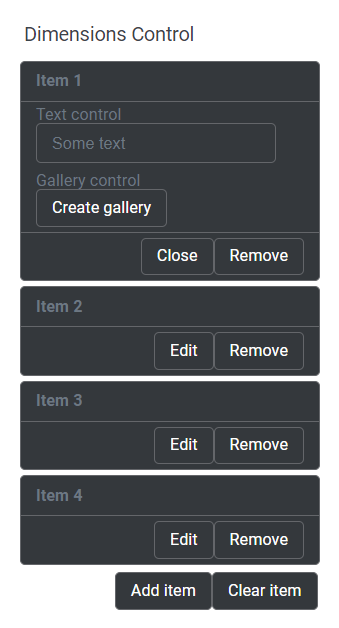 Dimensions Control
Item 1
Text control
Some text
Gallery control
Create gallery
Close Remove
Item 2
Edit Remove
Item 3
Edit Remove
Item 4
Edit Remove
Add item Clear item